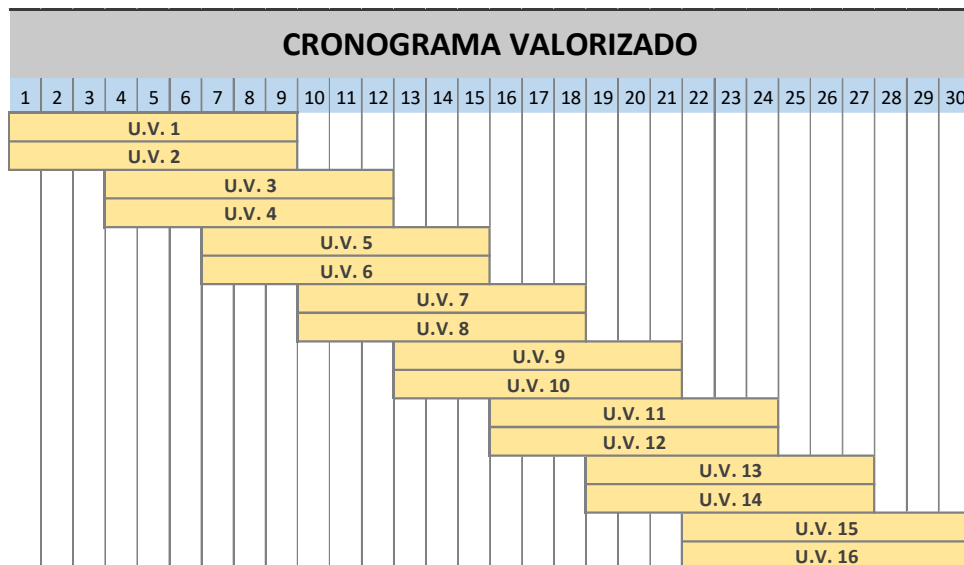 CRONOGRAMA VALORIZADO
1 2 3 4 5 6 7 8 9 10 11 12 13 14 15 16 17 18 19 20 21 22 23 24 25 26 27 28 29 30
U.V. 1
U.V. 2
U.V. 3
U.V. 4
U.V. 5
U.V. 6
U.V. 7
U.V. 8
U.V. 9
U.V. 10
U.V. 11
U.V. 12
U.V. 13
U.V. 14
U.V. 15
U.V. 16